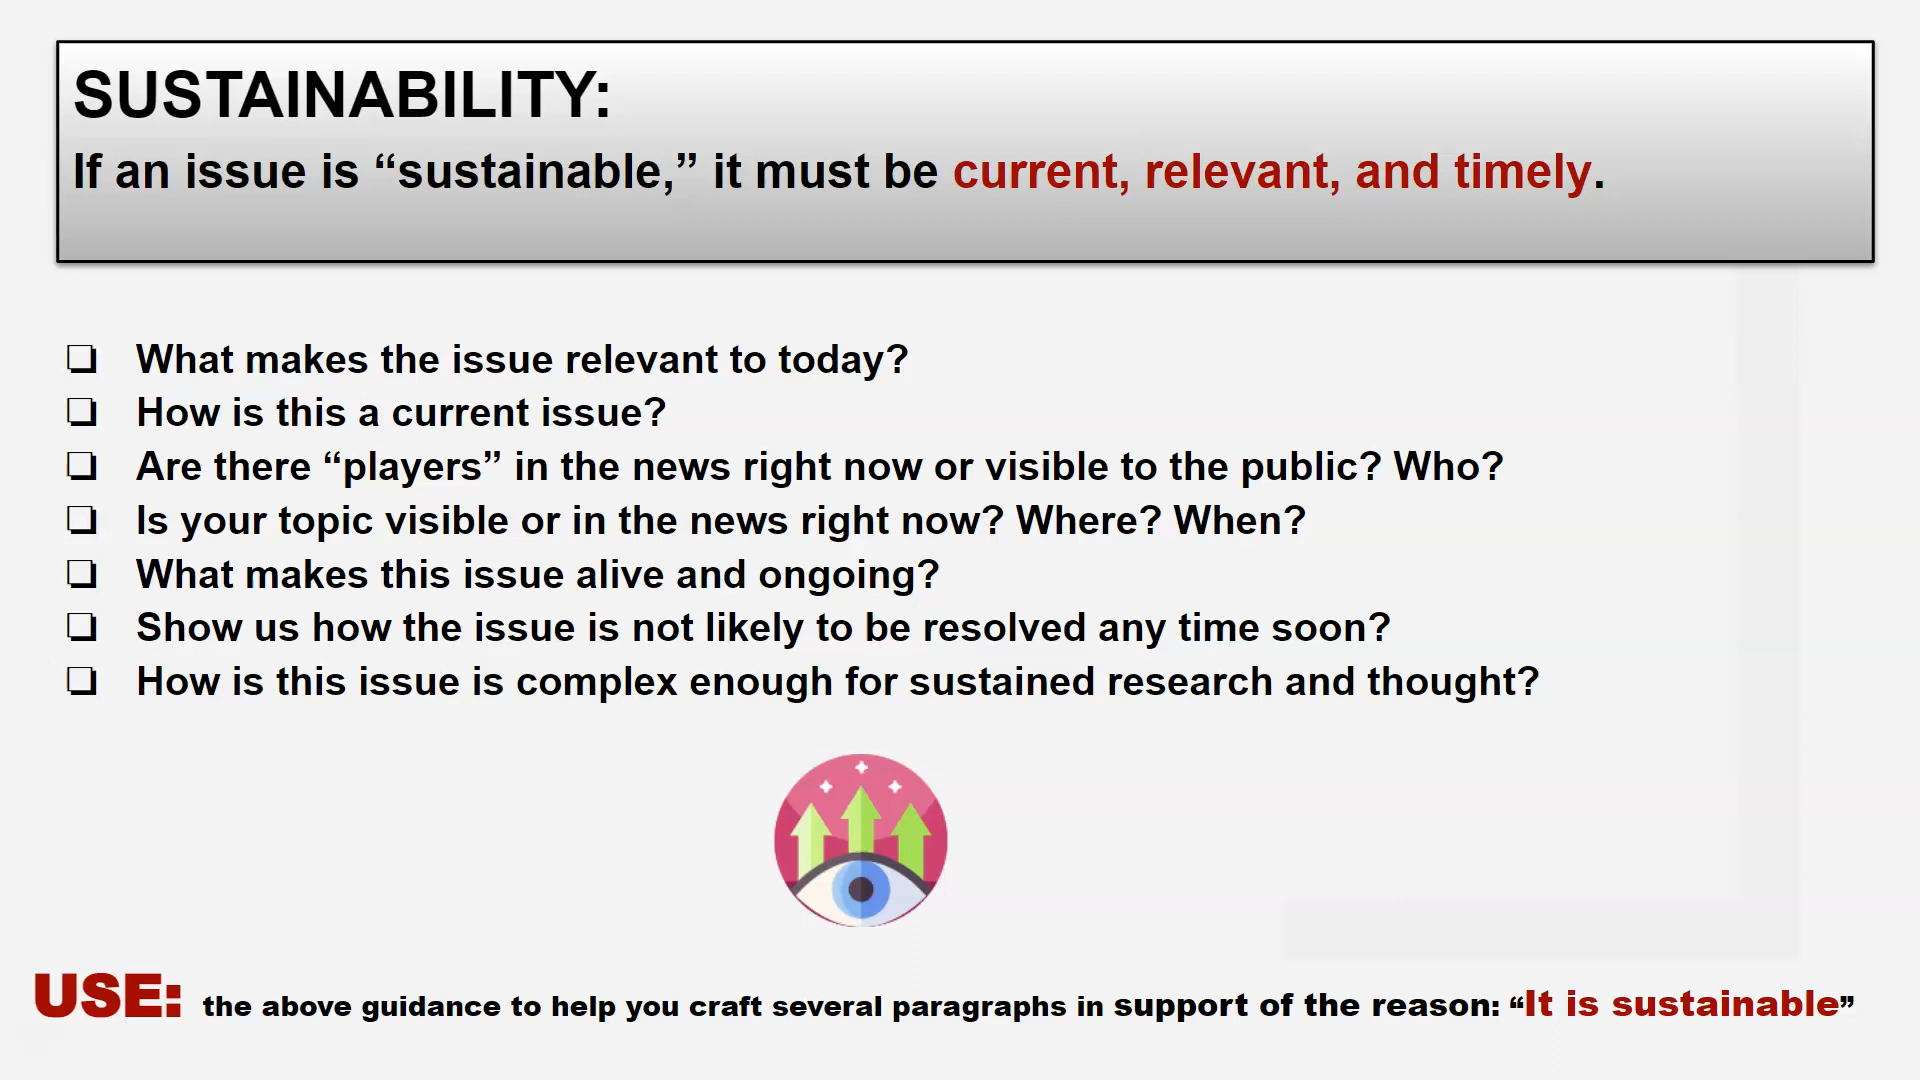 SUSTAINABILITY:
If an issue is “sustainable,” it must be current, relevant, and timely.
❏ What makes the issue relevant to today?
❏ How is this a current issue?
❏ Are there “players” in the news right now or visible to the public? Who?
❏ Is your topic visible or in the news right now? Where? When?
❏ What makes this issue alive and ongoing?
❏ Show us how the issue is not likely to be resolved any time soon?
❏ How is this issue is complex enough for sustained research and thought?
USE: the above guidance to help you craft several paragraphs in support of the reason: “It is sustainable”